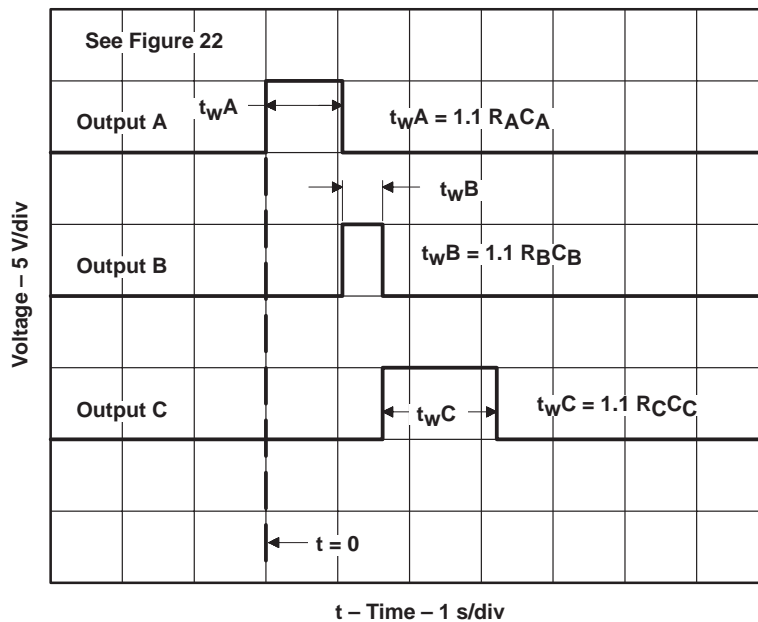 See Figure 22
twA
Output A
twA = 1.1 RACA
twB
Output B
twB = 1.1 RBCB
Output C
twC
twC = 1.1 RCCC
t = 0
Voltage – 5 V/div
t – Time – 1 s/div